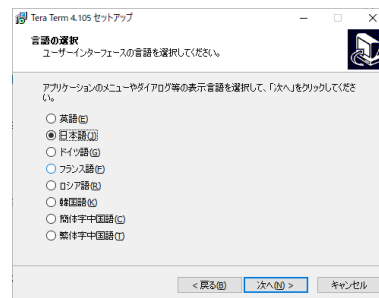 Tera Term 4.105 セットアップ
言語の選択
ユーザーインターフェースの言語を選択してください。
アプリケーションのメニューやダイアログ等の表示言語を選択して、「次へ」をクリックしてくださ
い。
英語(E)
日本語(J)
ドイツ語(G)
フランス語(F)
ロシア語(R)
韓国語(K)
簡体字中国語(C)
繁体字中国語(T)
< 戻る(B)
次へ(N) >
キャンセル